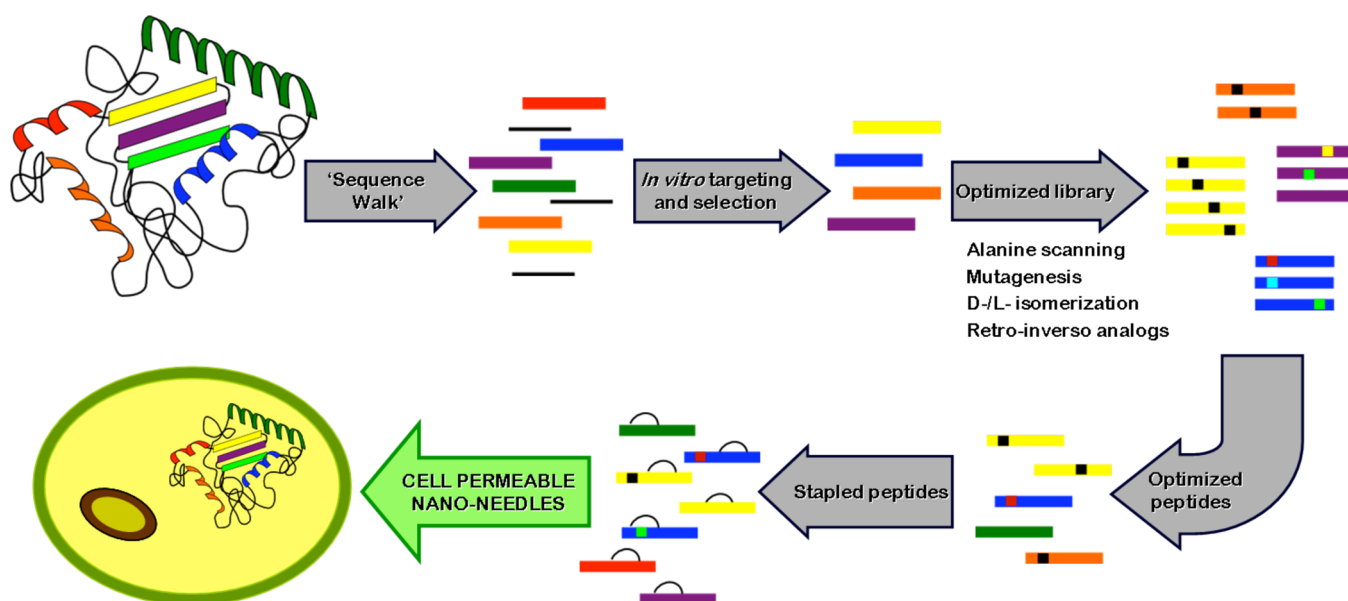 ‘Sequence
Walk’
In vitro targeting
and selection
Optimized library
Alanine scanning
Mutagenesis
D-/L- isomerization
Retro-inverso analogs
Optimized
peptides
Stapled peptides
CELL PERMEABLE
NANO-NEEDLES